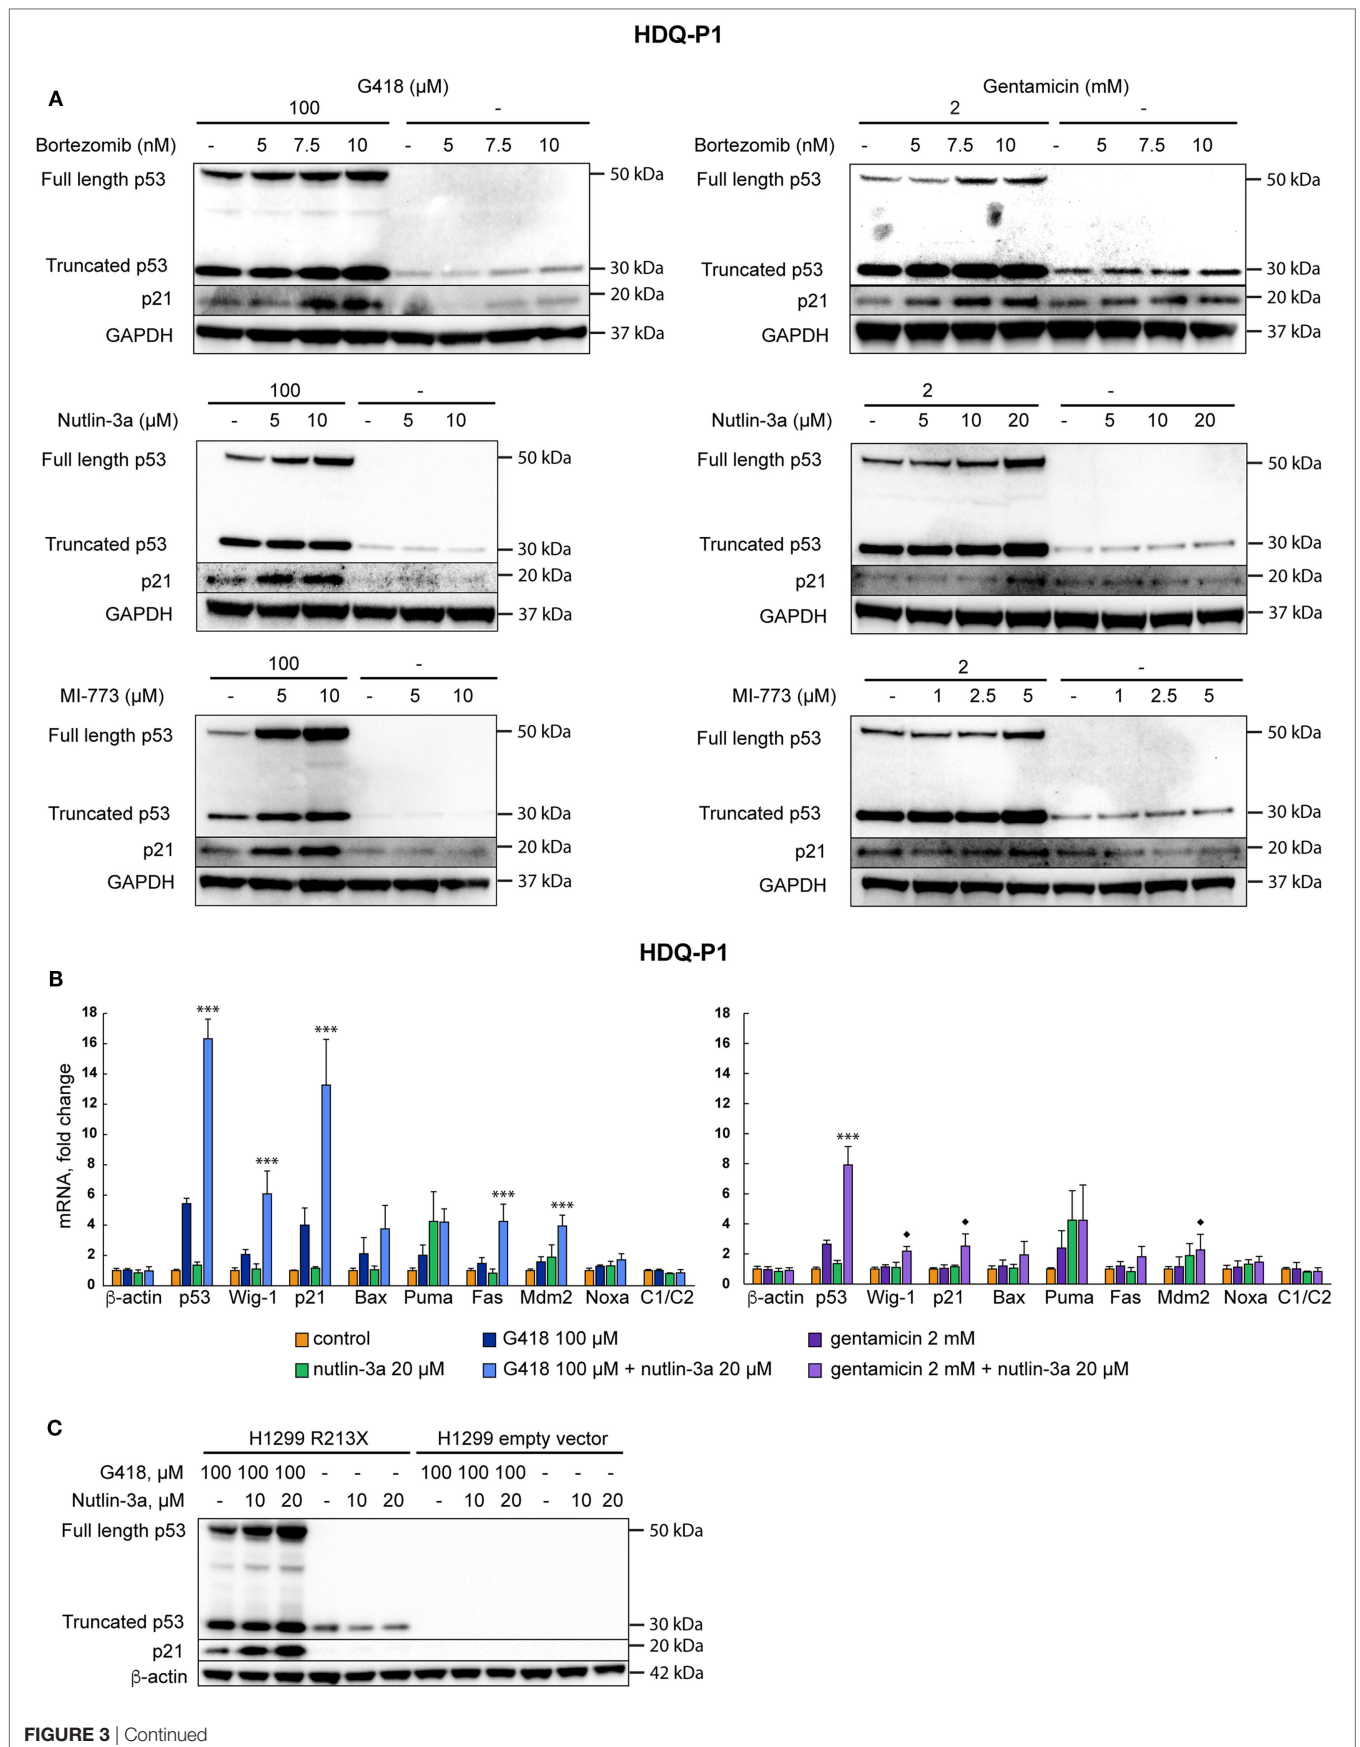 HDQ-P1
A
G418 (µM)
100 -
Bortezomib (nM) - 5 7.5 10 - 5 7.5 10
Full length p53 50 kDa
Truncated p53 30 kDa
p21 20 kDa
GAPDH 37 kDa
Gentamicin (mM)
2 -
Bortezomib (nM) - 5 7.5 10 - 5 7.5 10
Full length p53 50 kDa
Truncated p53 30 kDa
p21 20 kDa
GAPDH 37 kDa
100 -
Nutlin-3a (µM) - 5 10 - 5 10
Full length p53 50 kDa
Truncated p53 30 kDa
p21 20 kDa
GAPDH 37 kDa
2 -
Nutlin-3a (µM) - 5 10 20 - 5 10 20
Full length p53 50 kDa
Truncated p53 30 kDa
p21 20 kDa
GAPDH 37 kDa
100 -
MI-773 (µM) - 5 10 - 5 10
Full length p53 50 kDa
Truncated p53 30 kDa
p21 20 kDa
GAPDH 37 kDa
2 -
MI-773 (µM) - 1 2.5 5 - 1 2.5 5
Full length p53 50 kDa
Truncated p53 30 kDa
p21 20 kDa
GAPDH 37 kDa
HDQ-P1
B
mRNA, fold change
18
16
14
12
10
8
6
4
2
0
*** *** *** *** ***
β-actin p53 Wig-1 p21 Bax Puma Fas Mdm2 Noxa C1/C2
18
16
14
12
10
8
6
4
2
0
*** ◆ ◆ ◆
β-actin p53 Wig-1 p21 Bax Puma Fas Mdm2 Noxa C1/C2
control G418 100 µM gentamicin 2 mM
nutlin-3a 20 µM G418 100 µM + nutlin-3a 20 µM gentamicin 2 mM + nutlin-3a 20 µM
C
H1299 R213X H1299 empty vector
G418, µM 100 100 100 - - - 100 100 100 - - -
Nutlin-3a, µM - 10 20 - 10 20 - 10 20 - 10 20
Full length p53 50 kDa
Truncated p53 30 kDa
p21 20 kDa
β-actin 42 kDa
FIGURE 3 | Continued